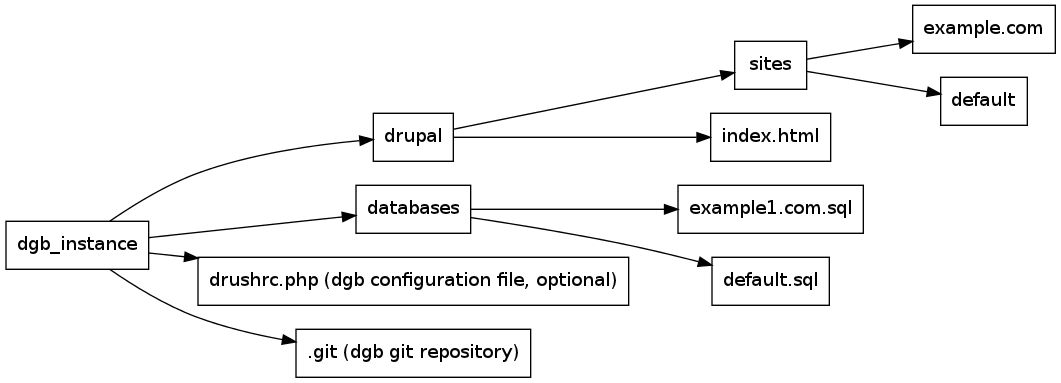 example.com
sites
default
drupal
index.html
databases
example1.com.sql
dgb_instance
drushrc.php (dgb configuration file, optional)
default.sql
.git (dgb git repository)